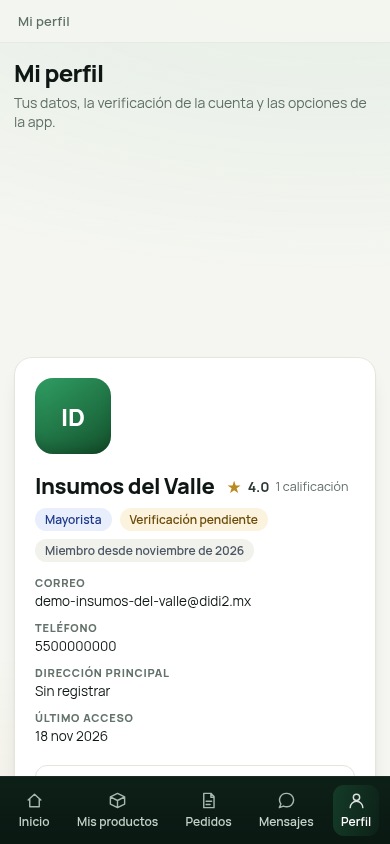 Mi perfil
Mi perfil
Tus datos, la verificación de la cuenta y las opciones de
la app.
ID
Insumos del Valle ★ 4.0 1 calificación
Mayorista Verificación pendiente
Miembro desde noviembre de 2026
CORREO
demo-insumos-del-valle@didi2.mx
TELÉFONO
5500000000
DIRECCIÓN PRINCIPAL
Sin registrar
ÚLTIMO ACCESO
18 nov 2026
Inicio Mis productos Pedidos Mensajes Perfil